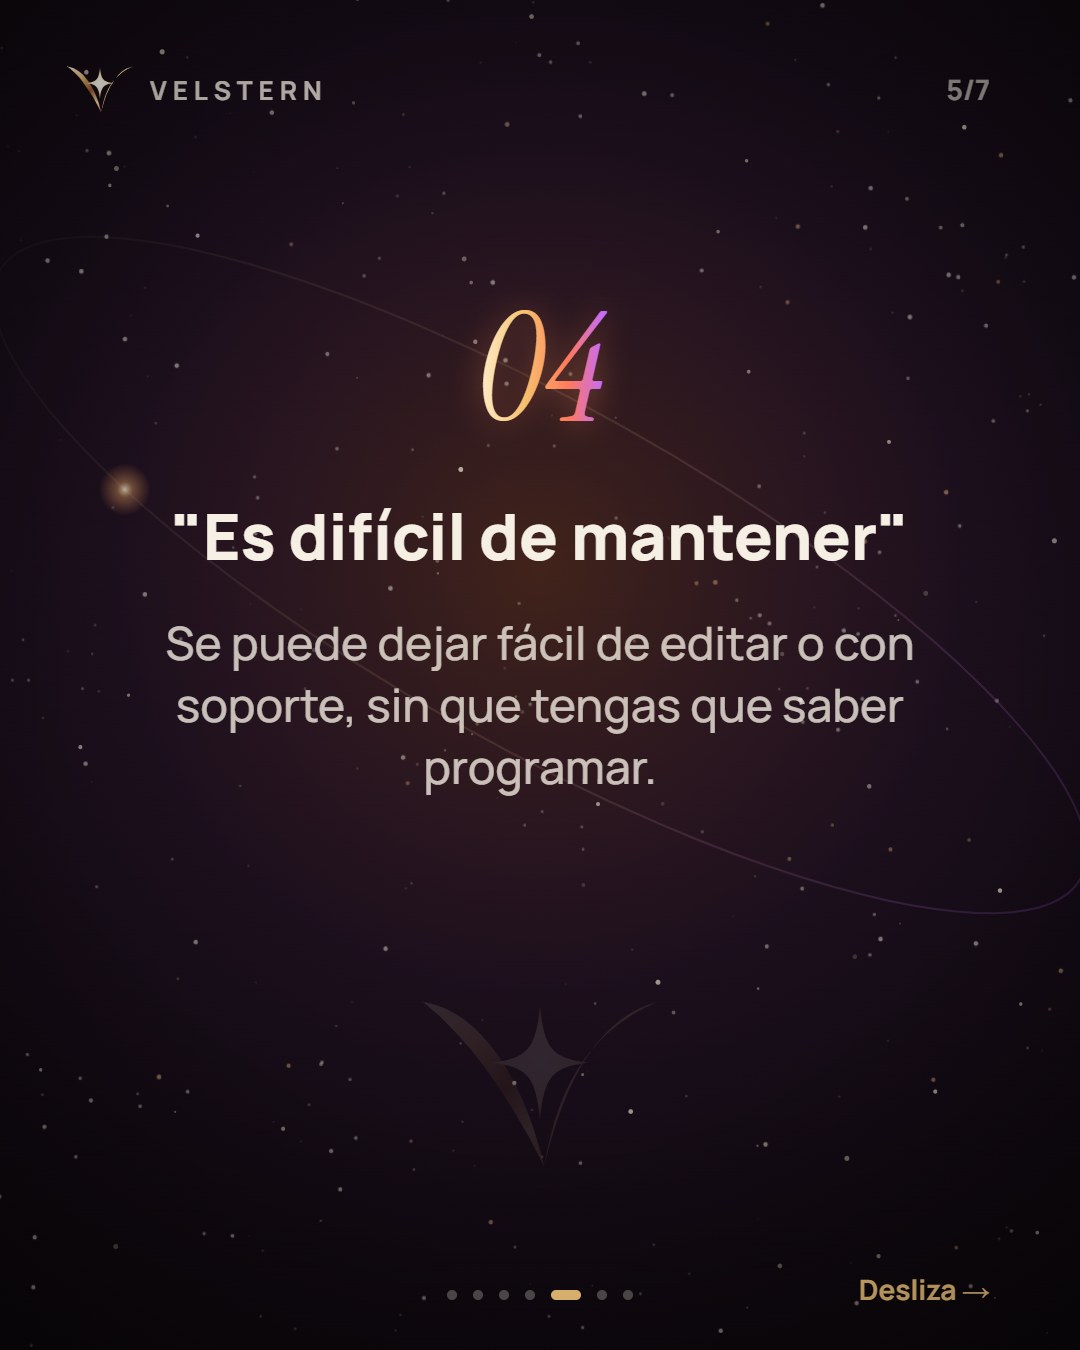 VELSTERN
5/7
04
"Es difícil de mantener"
Se puede dejar fácil de editar o con
soporte, sin que tengas que saber
programar.
Desliza →